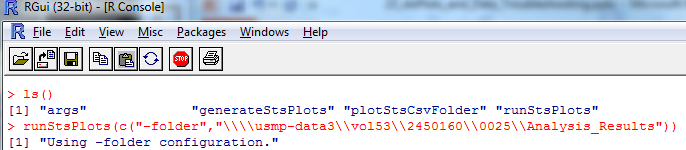 RGui (32-bit) - [R Console]
R File Edit View Misc Packages Windows Help
STOP
> ls()
[1] "args" "generateStsPlots" "plotStsCsvFolder" "runStsPlots"
> runStsPlots(c("-folder","\\\\usmp-data3\\vol53\\2450160\\0025\\Analysis_Results"))
[1] "Using -folder configuration."